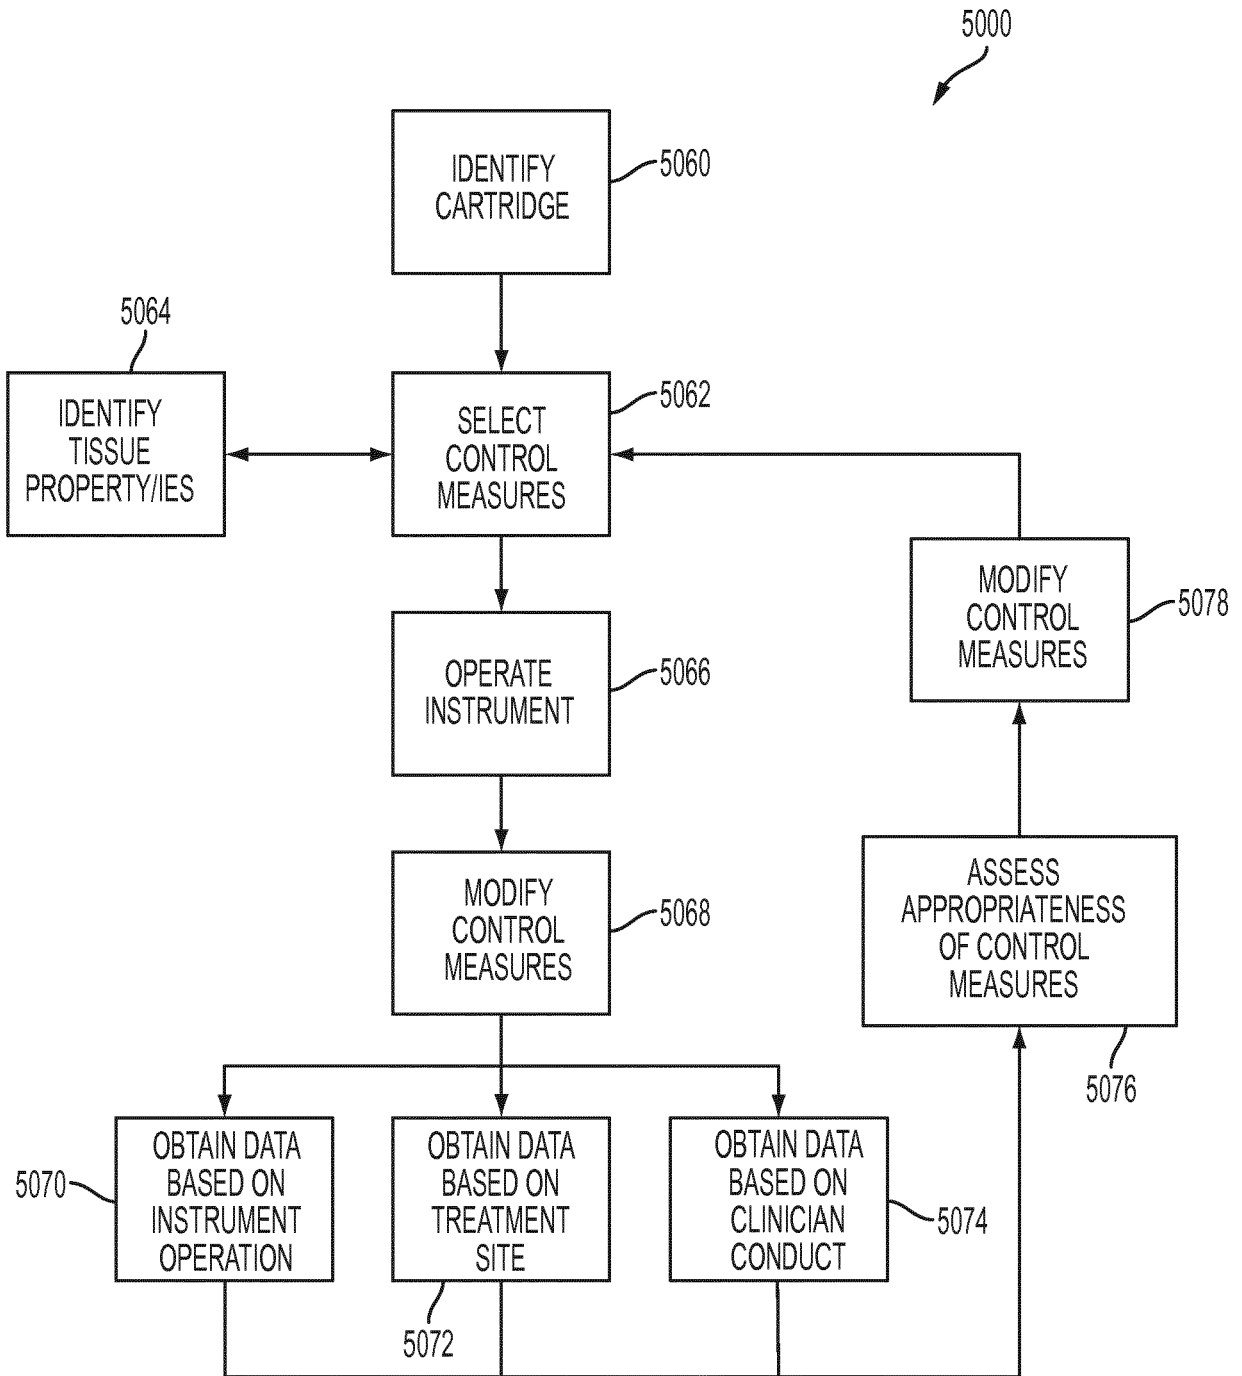 5000
IDENTIFY
CARTRIDGE
5060
5064
IDENTIFY
TISSUE
PROPERTY/IES
SELECT
CONTROL
MEASURES
5062
OPERATE
INSTRUMENT
5066
MODIFY
CONTROL
MEASURES
5078
MODIFY
CONTROL
MEASURES
5068
ASSESS
APPROPRIATENESS
OF CONTROL
MEASURES
5076
5070
OBTAIN DATA
BASED ON
INSTRUMENT
OPERATION
OBTAIN DATA
BASED ON
TREATMENT
SITE
5072
OBTAIN DATA
BASED ON
CLINICIAN
CONDUCT
5074